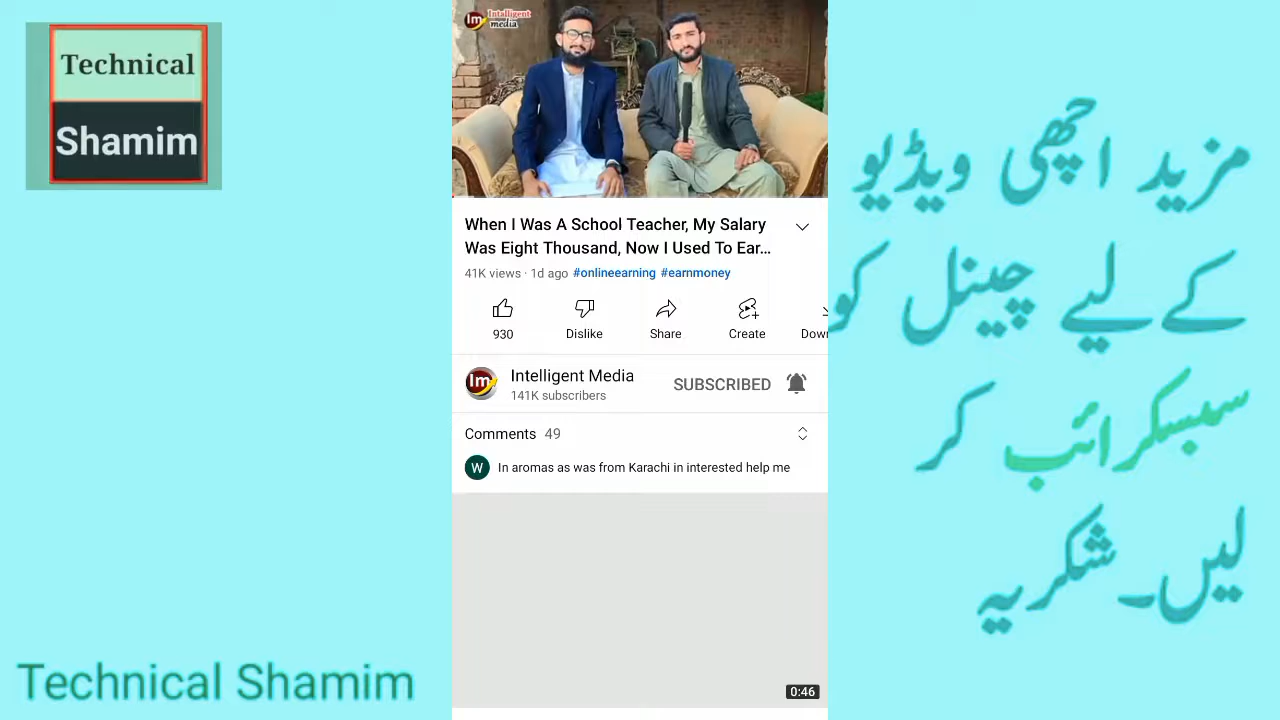 Technical
Shamim
Technical Shamim
Im
Intelligent
media
When I Was A School Teacher, My Salary
Was Eight Thousand, Now I Used To Ear...
41K views · 1d ago #onlineearning #earnmoney
930
Dislike
Share
Create
Down
Im
Intelligent Media
141K subscribers
SUBSCRIBED
Comments 49
W
In aromas as was from Karachi in interested help me
0:46
مزید اچھی ویڈیو
کے لیے چینل کو
سبسکرائب کر
لیں۔ شکریہ